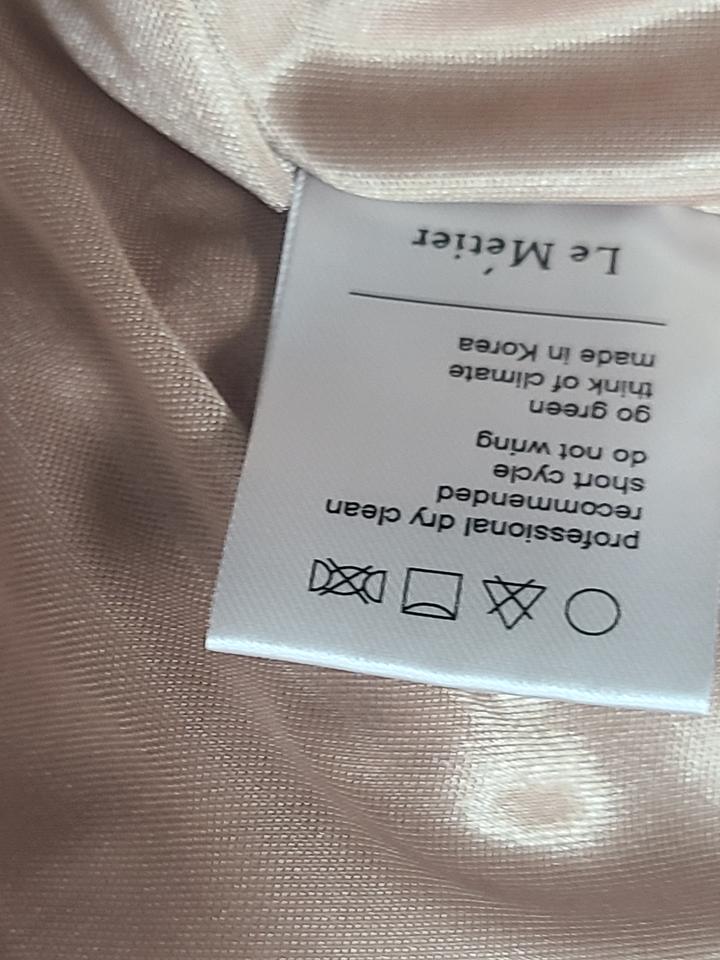 professional dry clean
recommended
short cycle
do not wring
go green
think of climate
made in Korea
Le Métier